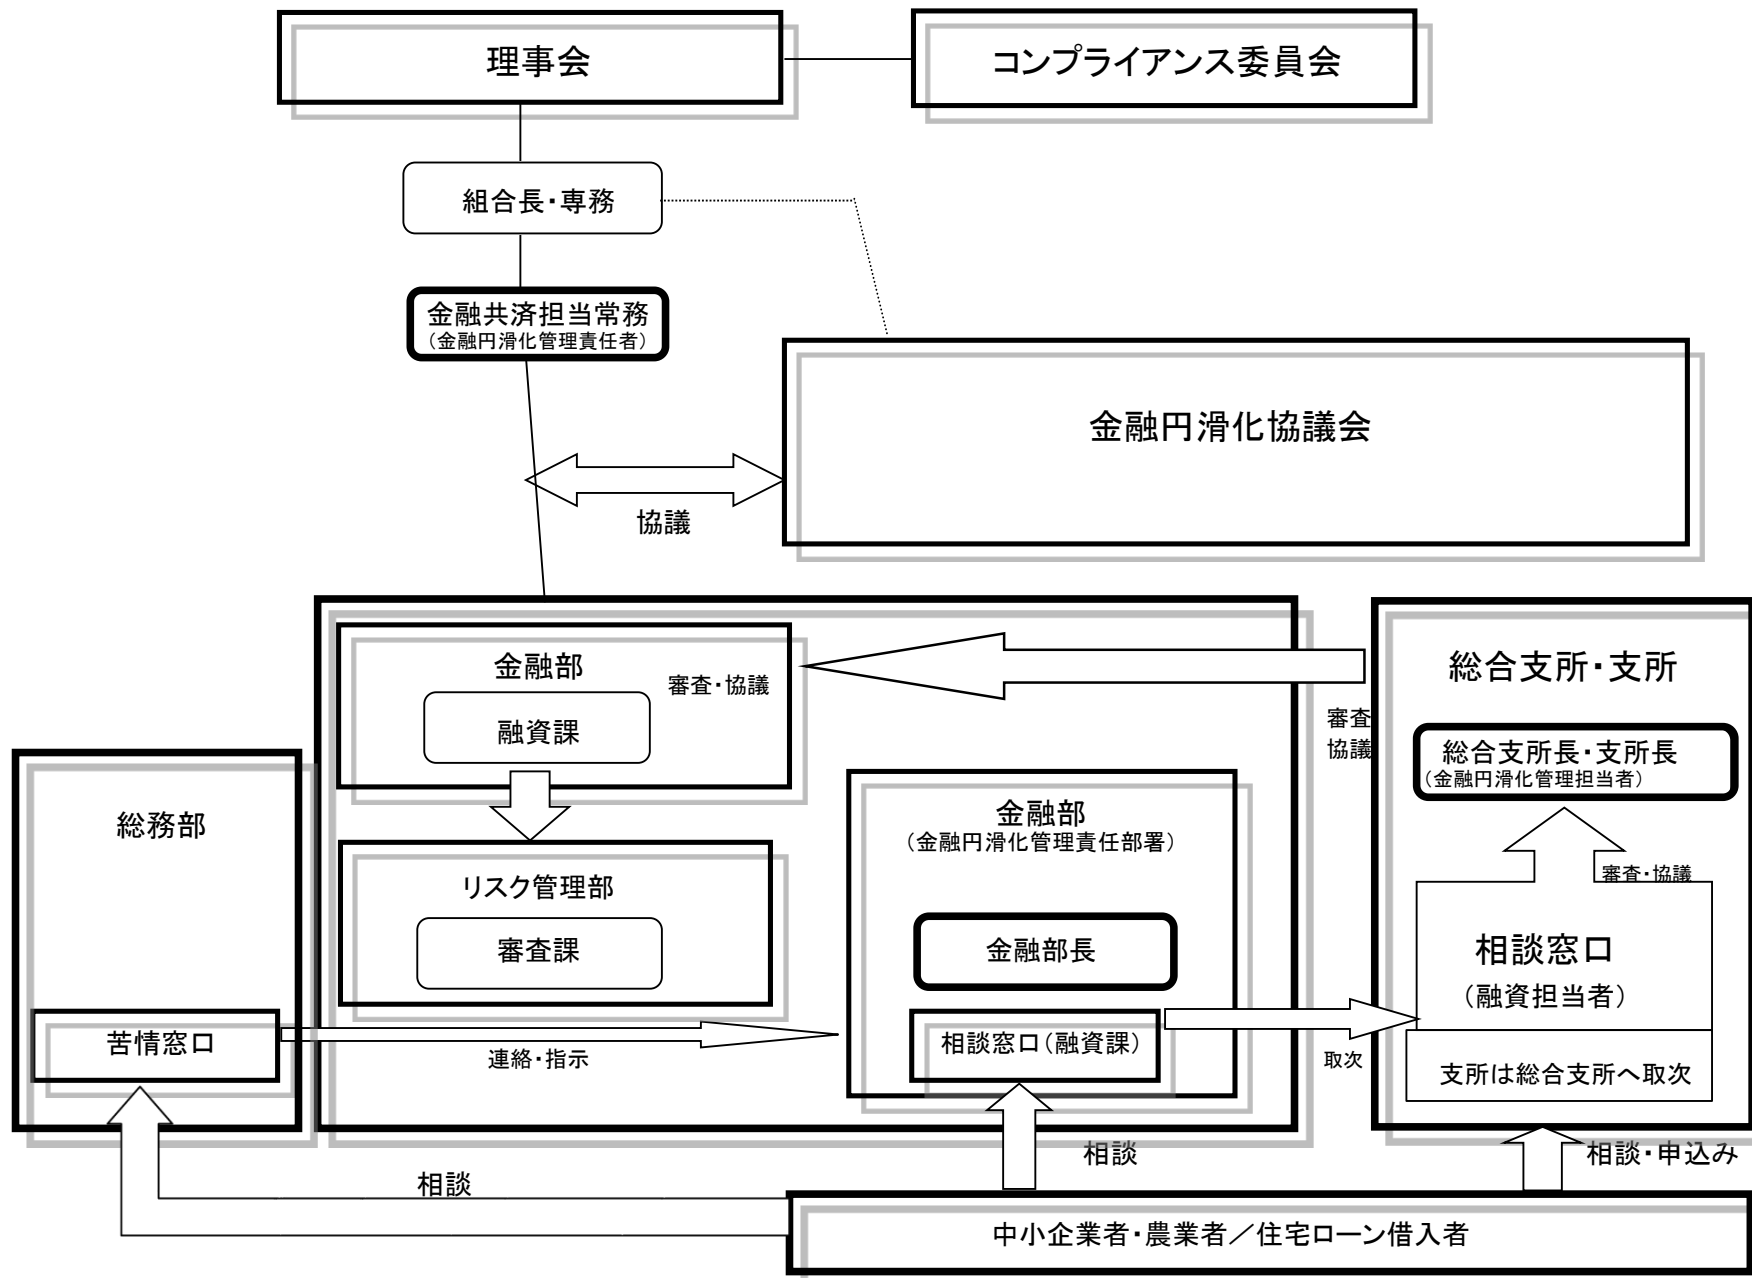 理事会
コンプライアンス委員会
組合長・専務
金融共済担当常務
(金融円滑化管理責任者)
金融円滑化協議会
協議
金融部
審査・協議
融資課
総合支所・支所
審査
協議
総合支所長・支所長
(金融円滑化管理担当者)
総務部
金融部
(金融円滑化管理責任部署)
リスク管理部
審査課
金融部長
審査・協議
相談窓口
(融資担当者)
苦情窓口
連絡・指示
相談窓口(融資課)
取次
支所は総合支所へ取次
相談
相談
相談・申込み
中小企業者・農業者／住宅ローン借入者